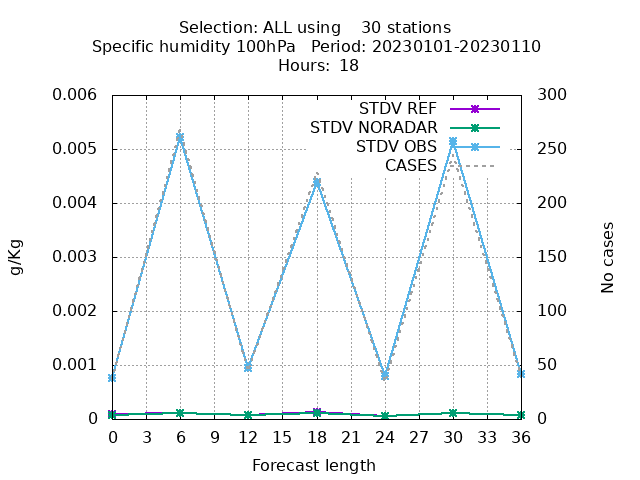 Selection: ALL using    30 stations
Specific humidity 100hPa   Period: 20230101-20230110
Hours: 18
STDV REF
STDV NORADAR
STDV OBS
CASES
0.006
0.005
0.004
0.003
0.002
0.001
0
g/Kg
300
250
200
150
100
50
0
No cases
0 3 6 9 12 15 18 21 24 27 30 33 36
Forecast length